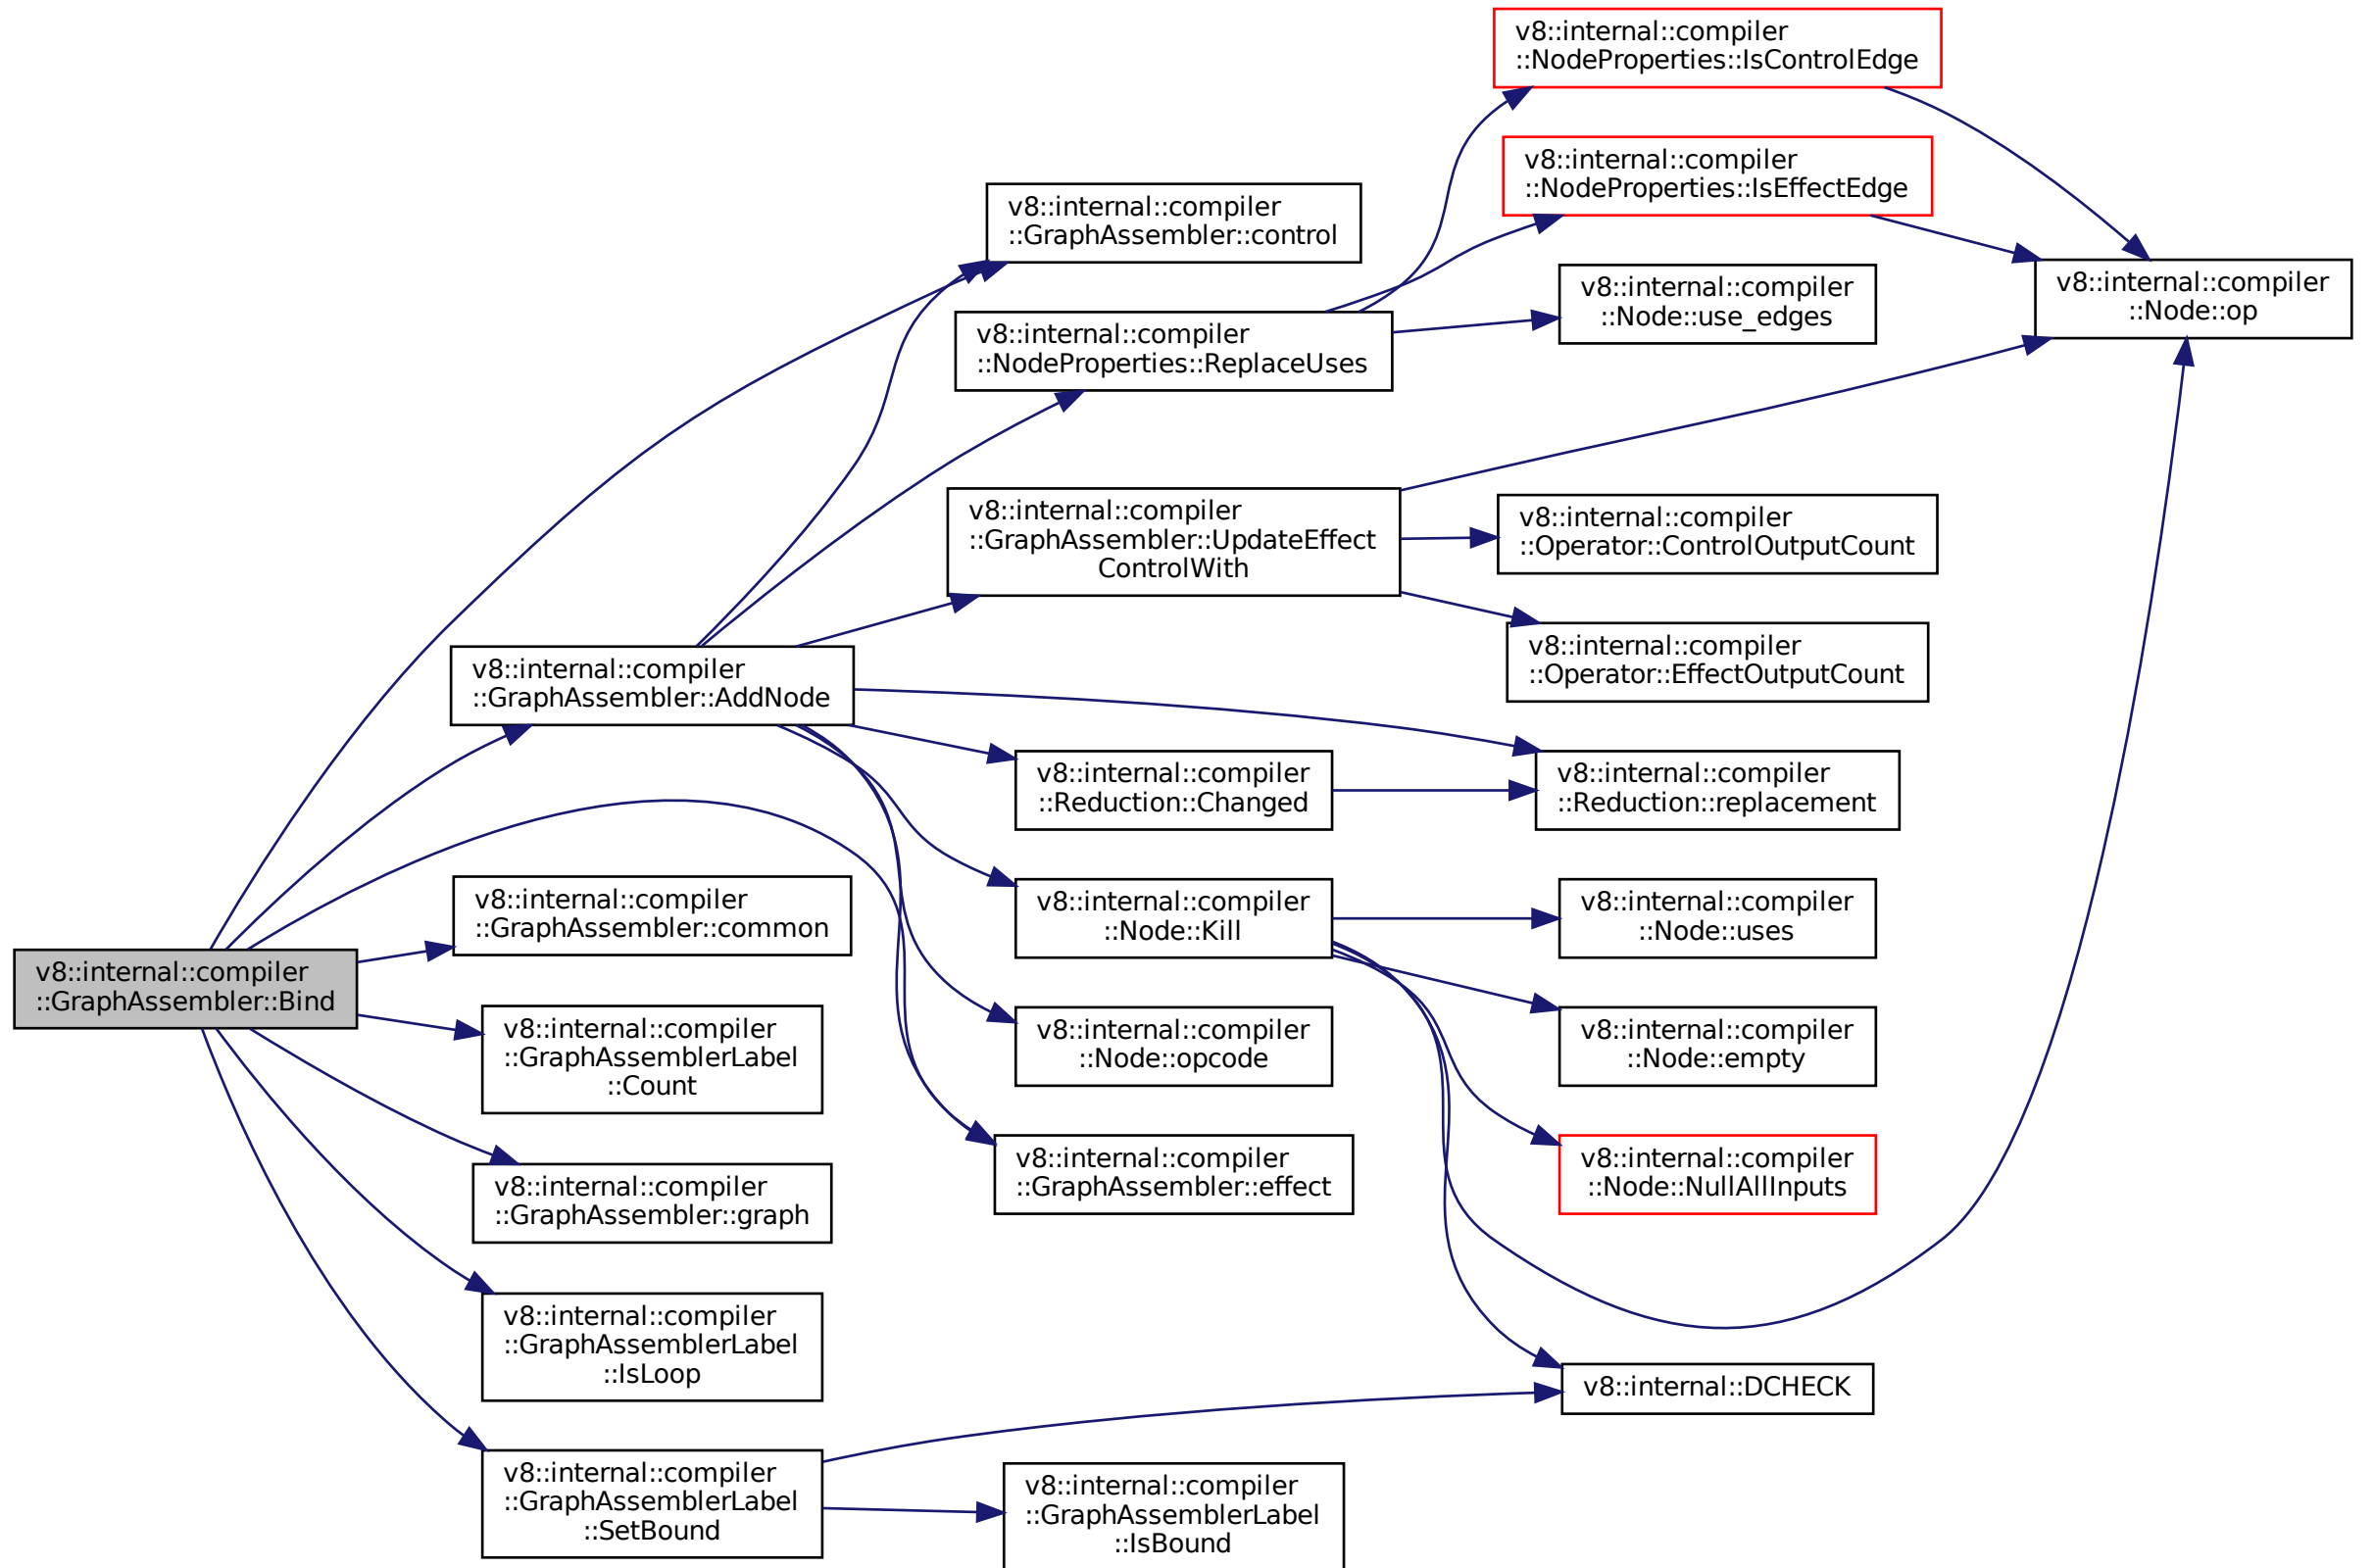 v8::internal::compiler
::NodeProperties::IsControlEdge
v8::internal::compiler
::NodeProperties::IsEffectEdge
v8::internal::compiler
::GraphAssembler::control
v8::internal::compiler
::Node::use_edges
v8::internal::compiler
::Node::op
v8::internal::compiler
::NodeProperties::ReplaceUses
v8::internal::compiler
::GraphAssembler::UpdateEffect
ControlWith
v8::internal::compiler
::Operator::ControlOutputCount
v8::internal::compiler
::Operator::EffectOutputCount
v8::internal::compiler
::GraphAssembler::AddNode
v8::internal::compiler
::Reduction::Changed
v8::internal::compiler
::Reduction::replacement
v8::internal::compiler
::GraphAssembler::common
v8::internal::compiler
::Node::Kill
v8::internal::compiler
::Node::uses
v8::internal::compiler
::GraphAssembler::Bind
v8::internal::compiler
::GraphAssemblerLabel
::Count
v8::internal::compiler
::Node::opcode
v8::internal::compiler
::Node::empty
v8::internal::compiler
::GraphAssembler::graph
v8::internal::compiler
::GraphAssembler::effect
v8::internal::compiler
::Node::NullAllInputs
v8::internal::compiler
::GraphAssemblerLabel
::IsLoop
v8::internal::DCHECK
v8::internal::compiler
::GraphAssemblerLabel
::SetBound
v8::internal::compiler
::GraphAssemblerLabel
::IsBound